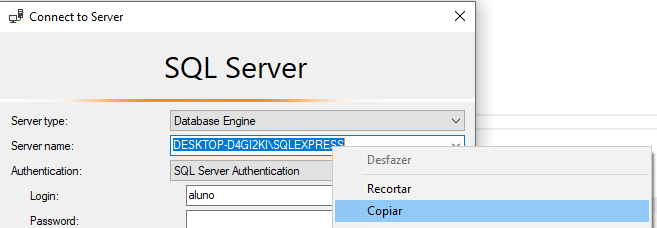 Connect to Server
SQL Server
Server type: Database Engine
Server name: DESKTOP-D4GI2KI\SQLEXPRESS
Desfazer
Authentication: SQL Server Authentication
Recortar
Login: aluno
Copiar
Password: